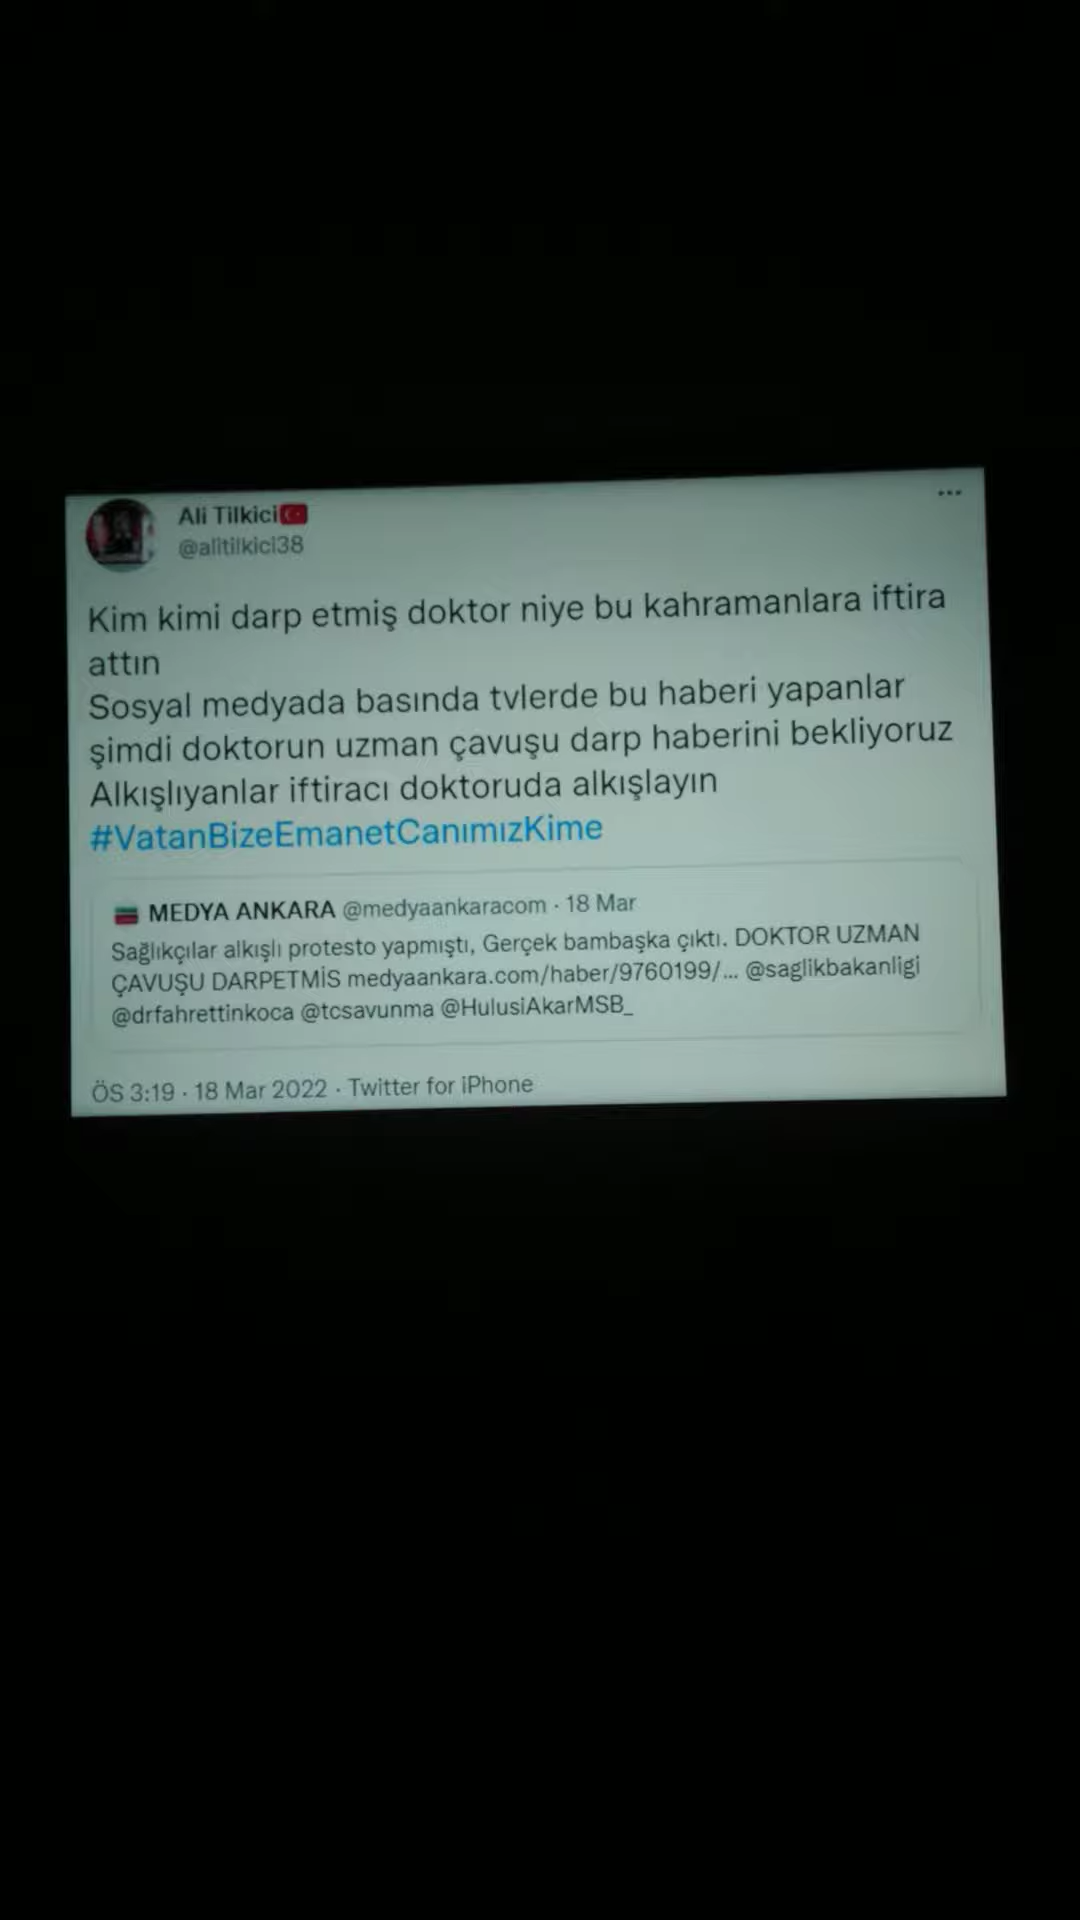 Ali Tilkici
@alitilkici38
Kim kimi darp etmiş doktor niye bu kahramanlara iftira
attın
Sosyal medyada basında tvlerde bu haberi yapanlar
şimdi doktorun uzman çavuşu darp haberini bekliyoruz
Alkışlıyanlar iftiracı doktoruda alkışlayın
#VatanBizeEmanetCanımızKime
MEDYA ANKARA @medyaankaracom · 18 Mar
Sağlıkçılar alkışlı protesto yapmıştı, Gerçek bambaşka çıktı. DOKTOR UZMAN
ÇAVUŞU DARPETMİS medyaankara.com/haber/9760199/... @saglikbakanligi
@drfahrettinkoca @tcsavunma @HulusiAkarMSB_
ÖS 3:19 · 18 Mar 2022 · Twitter for iPhone